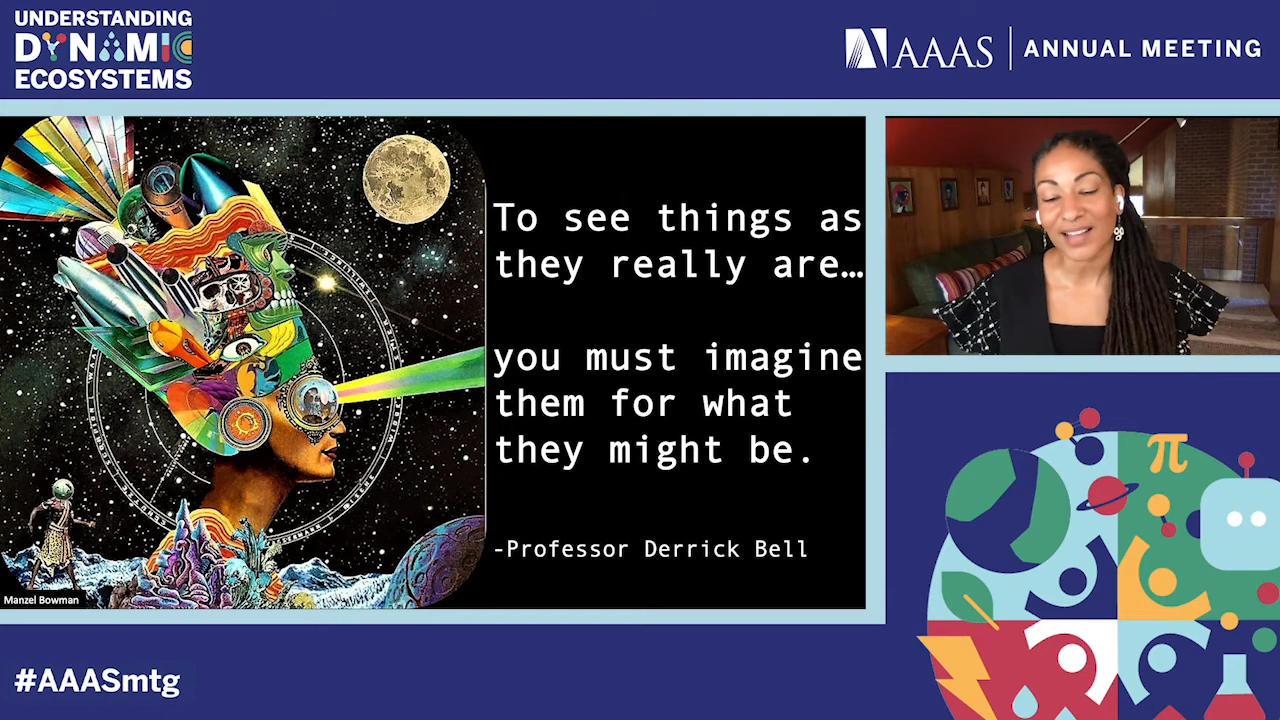 UNDERSTANDING
DYNAMIC
ECOSYSTEMS
AAAS
ANNUAL MEETING
To see things as
they really are…
you must imagine
them for what
they might be.
-Professor Derrick Bell
Manzel Bowman
π
#AAASmtg